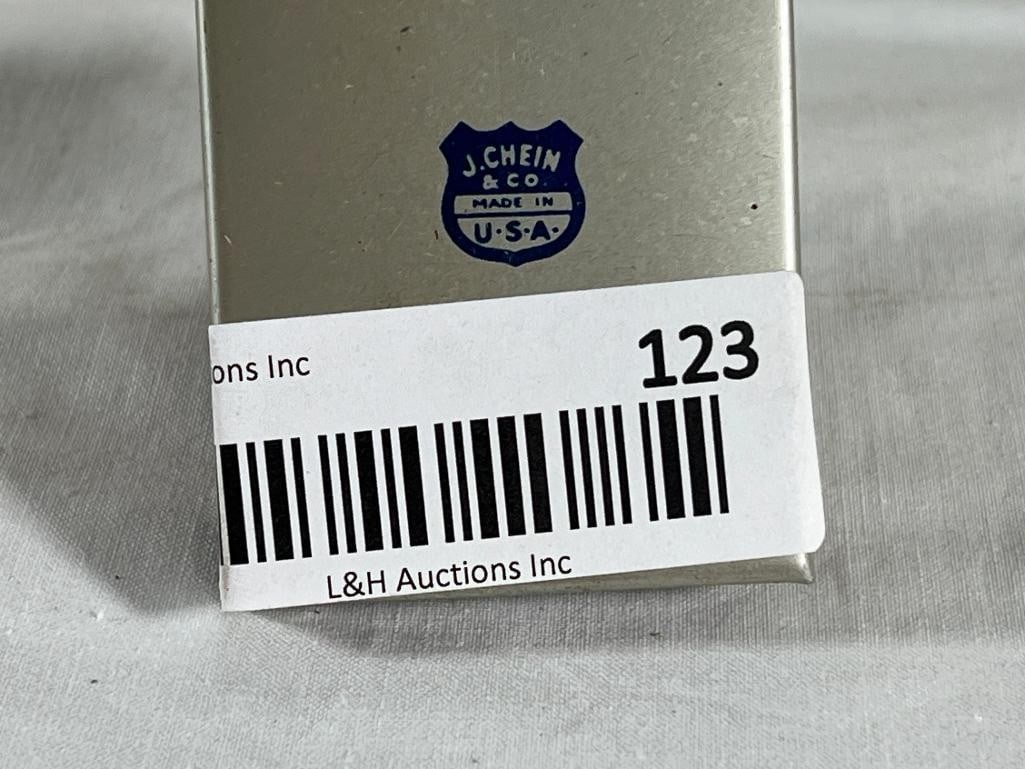 J.CHEIN
& CO.
MADE IN
U·S·A·
ons Inc
123
L&H Auctions Inc